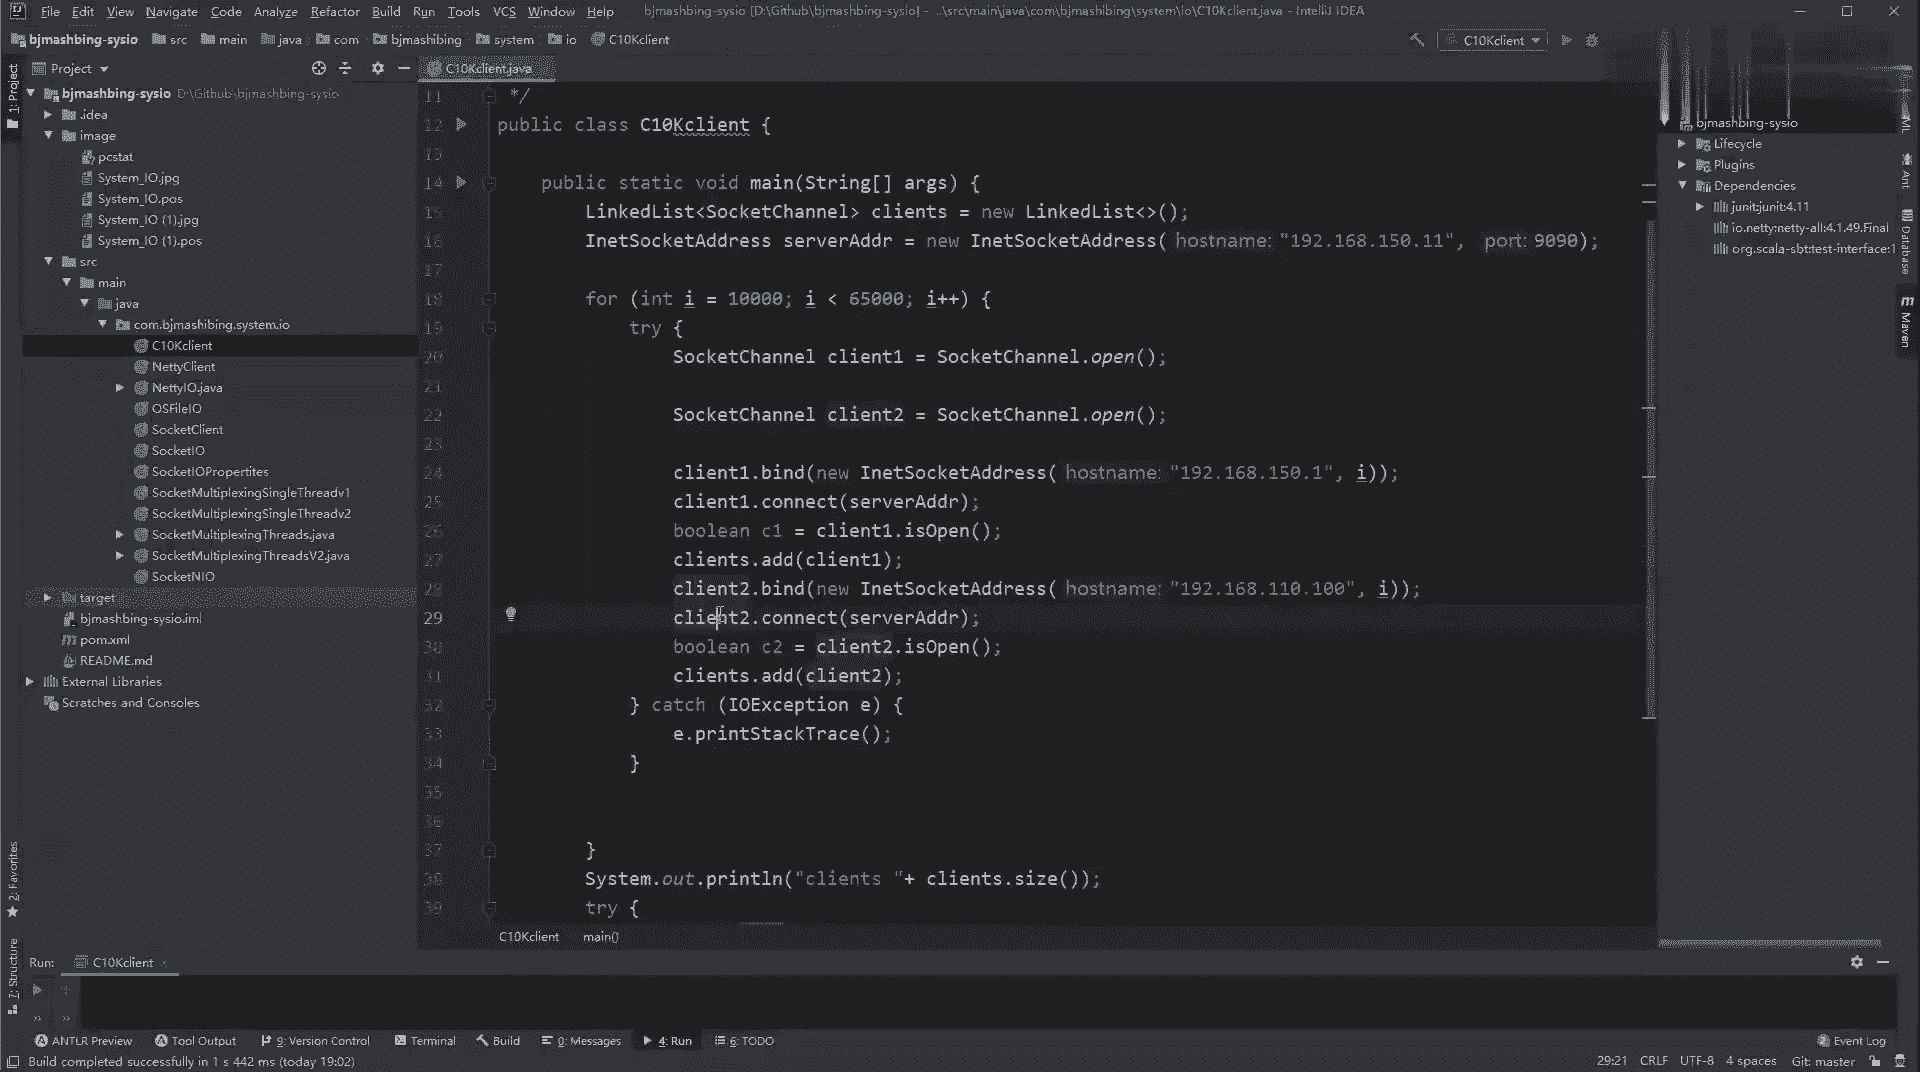 File Edit View Navigate Code Analyze Refactor Build Run Tools VCS Window Help bjmashbing-sysio [D:\Github\bjmashbing-sysio] - ..\src\main\java\com\bjmashibing\system\io\C10Kclient.java - IntelliJ IDEA
bjmashbing-sysio src main java com bjmashibing system io C10Kclient C10Kclient
1: Project
Project
bjmashbing-sysio D:\Github\bjmashbing-sysio
.idea
image
pcstat
System_IO.jpg
System_IO.pos
System_IO (1).jpg
System_IO (1).pos
src
main
java
com.bjmashibing.system.io
C10Kclient
NettyClient
NettyIO.java
OSFileIO
SocketClient
SocketIO
SocketIOPropertites
SocketMultiplexingSingleThreadv1
SocketMultiplexingSingleThreadv2
SocketMultiplexingThreads.java
SocketMultiplexingThreadsV2.java
SocketNIO
target
bjmashbing-sysio.iml
pom.xml
README.md
External Libraries
Scratches and Consoles
2: Favorites
7: Structure
C10Kclient.java
11 */
12 public class C10Kclient {
13
14 public static void main(String[] args) {
15 LinkedList<SocketChannel> clients = new LinkedList<>();
16 InetSocketAddress serverAddr = new InetSocketAddress( hostname: "192.168.150.11", port: 9090);
17
18 for (int i = 10000; i < 65000; i++) {
19 try {
20 SocketChannel client1 = SocketChannel.open();
21
22 SocketChannel client2 = SocketChannel.open();
23
24 client1.bind(new InetSocketAddress( hostname: "192.168.150.1", i));
25 client1.connect(serverAddr);
26 boolean c1 = client1.isOpen();
27 clients.add(client1);
28 client2.bind(new InetSocketAddress( hostname: "192.168.110.100", i));
29 client2.connect(serverAddr);
30 boolean c2 = client2.isOpen();
31 clients.add(client2);
32 } catch (IOException e) {
33 e.printStackTrace();
34 }
35
36
37 }
38 System.out.println("clients "+ clients.size());
39 try {
C10Kclient main()
bjmashbing-sysio
Lifecycle
Plugins
Dependencies
junit:junit:4.11
io.netty:netty-all:4.1.49.Final
org.scala-sbt:test-interface:1
Ant
Database
Maven
Run: C10Kclient
ANTLR Preview Tool Output 9: Version Control Terminal Build 0: Messages 4: Run 6: TODO Event Log
Build completed successfully in 1 s 442 ms (today 19:02) 29:21 CRLF UTF-8 4 spaces Git: master